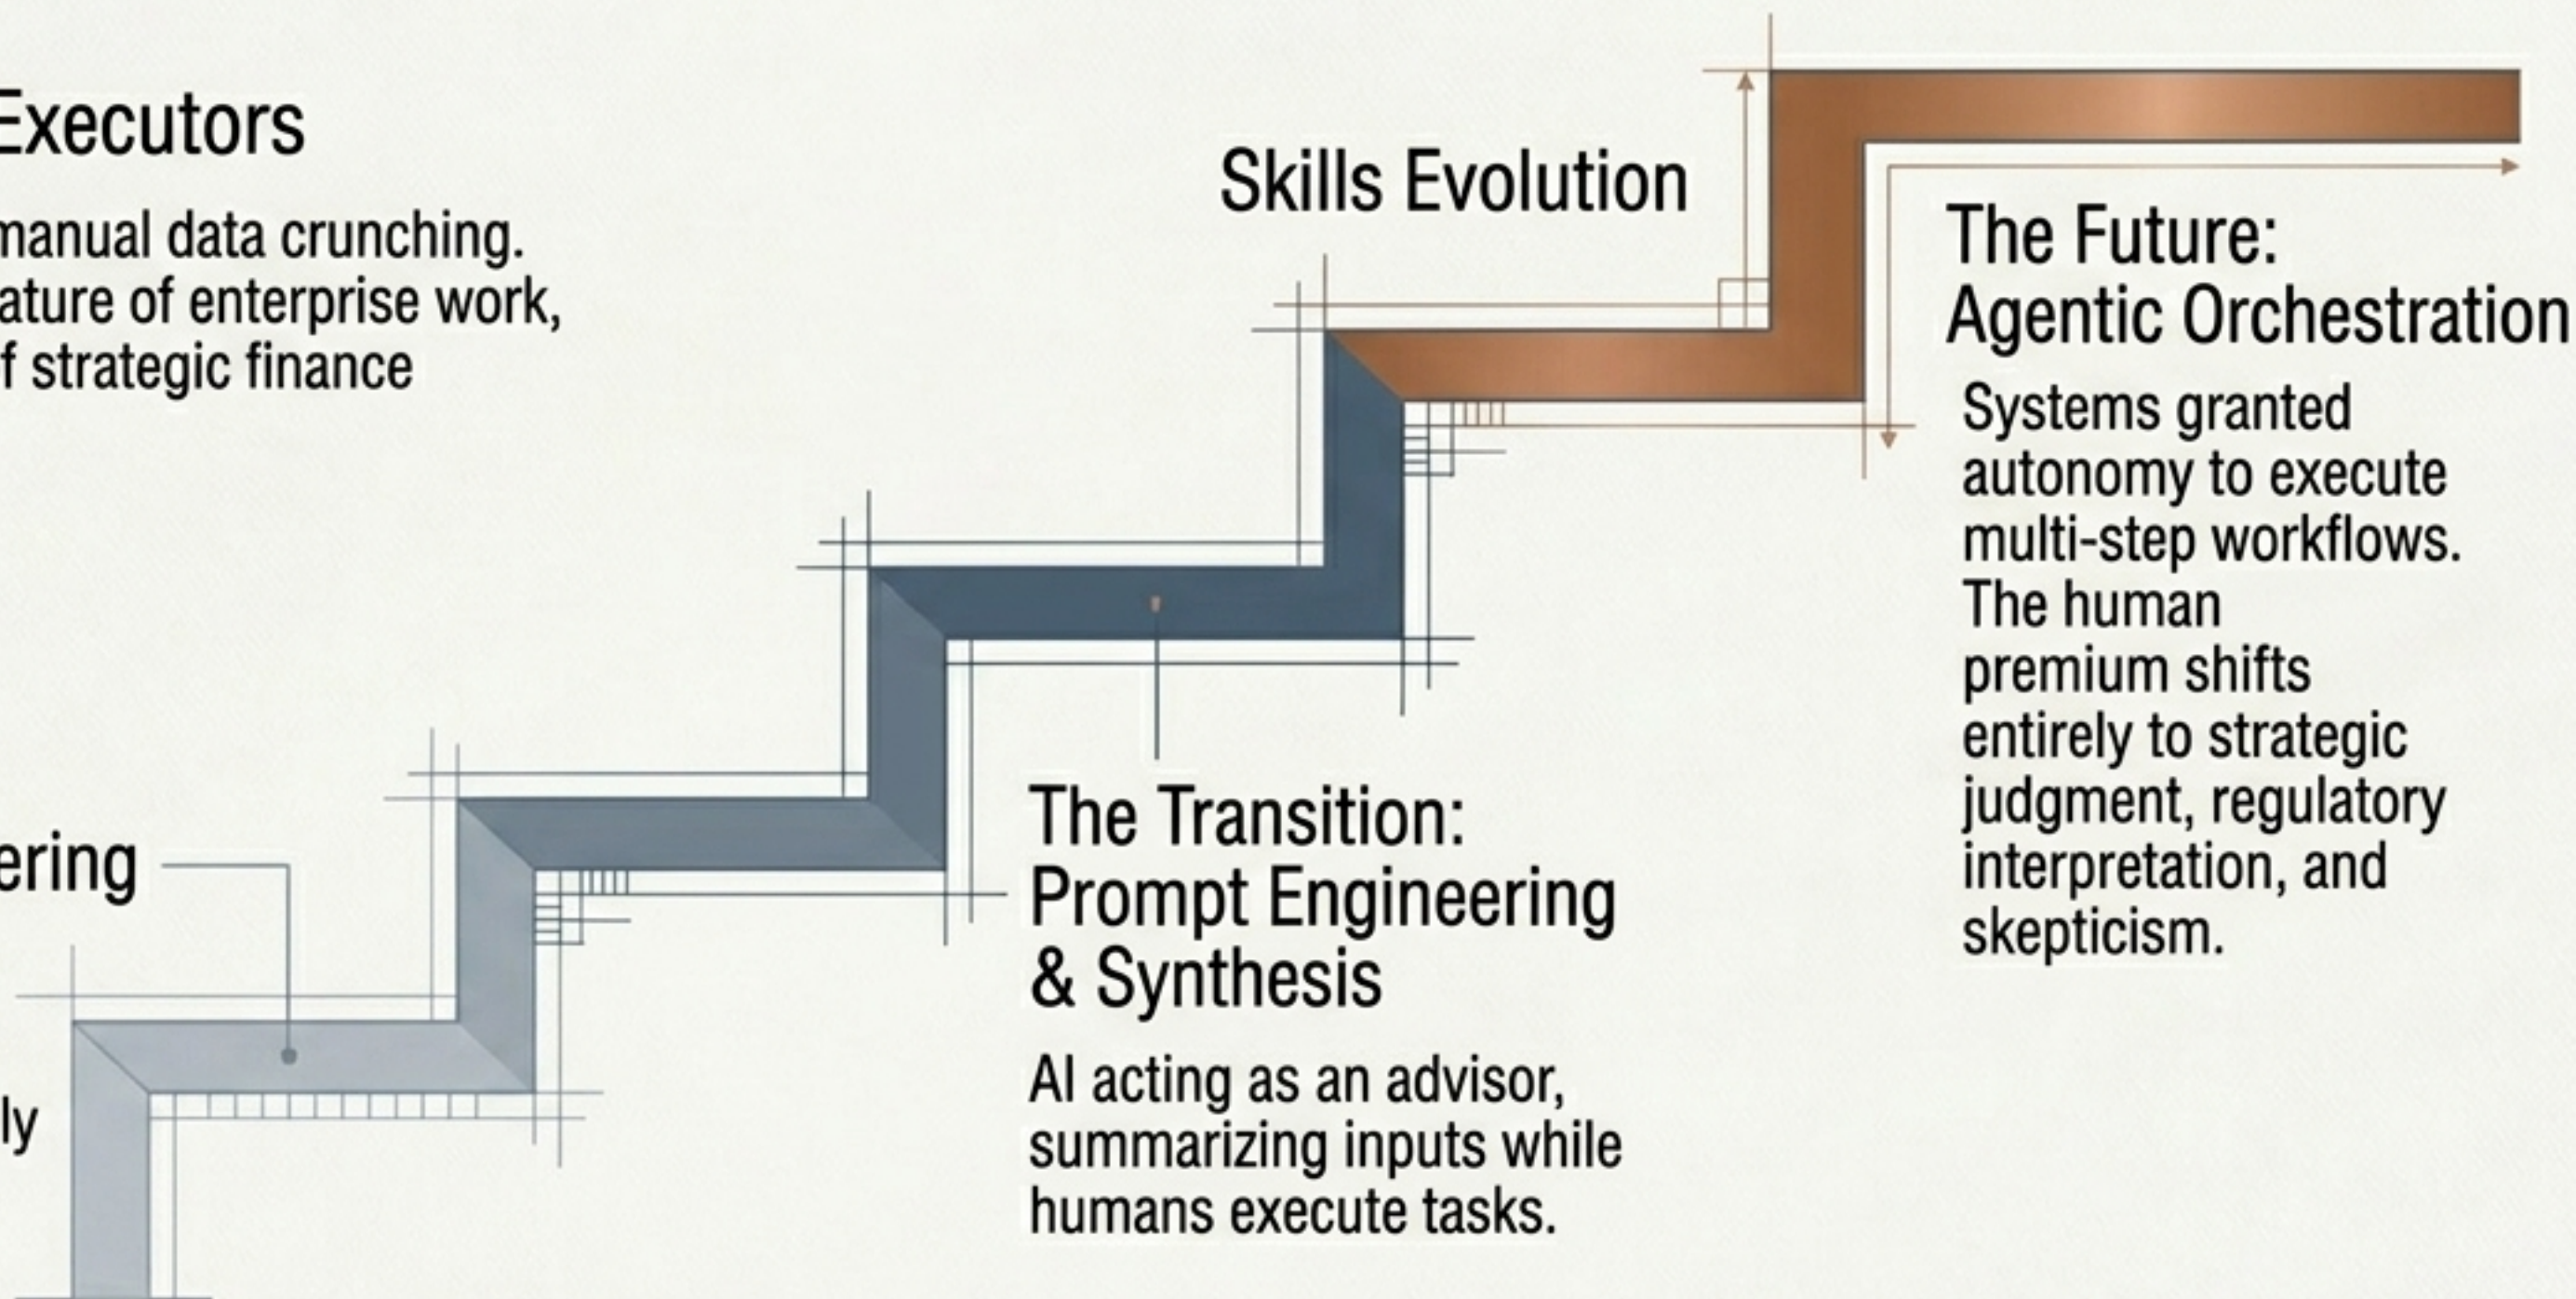 Executors
manual data crunching.
ature of enterprise work,
f strategic finance
Skills Evolution
The Future:
Agentic Orchestration
Systems granted
autonomy to execute
multi-step workflows.
The human
premium shifts
entirely to strategic
judgment, regulatory
interpretation, and
skepticism.
ering
ly
The Transition:
Prompt Engineering
& Synthesis
AI acting as an advisor,
summarizing inputs while
humans execute tasks.